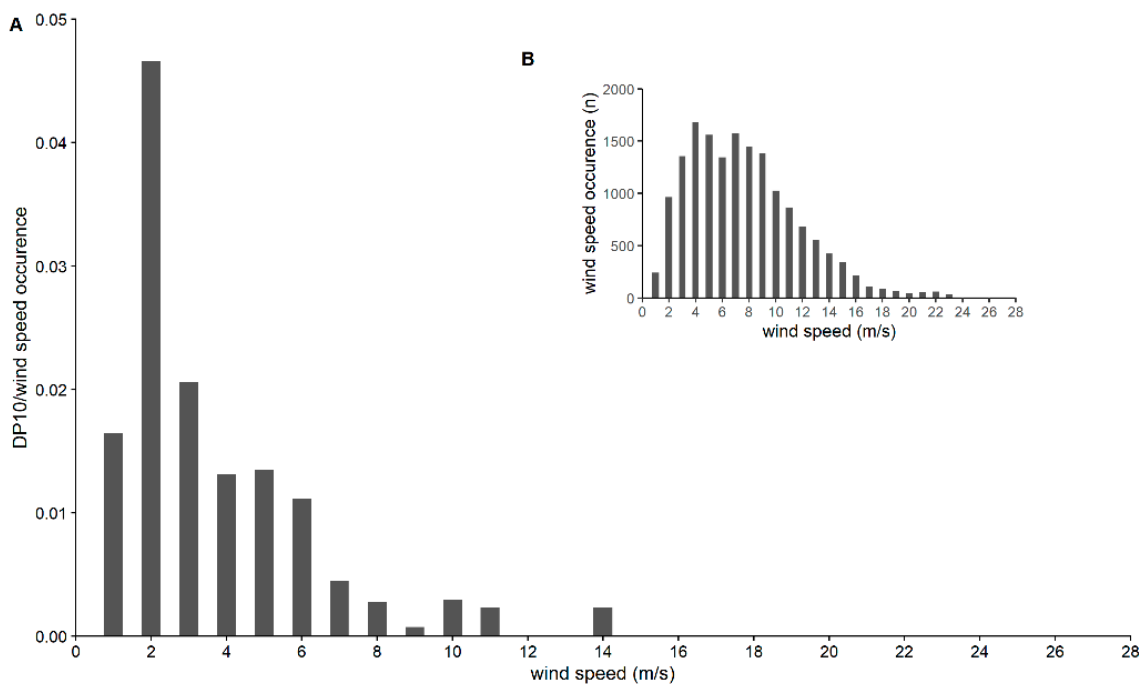 A
0.05
0.04
0.03
0.02
0.01
0.00
DP10/wind speed occurence
0 2 4 6 8 10 12 14 16 18 20 22 24 26 28
wind speed (m/s)
B
2000
1500
1000
500
0
wind speed occurence (n)
0 2 4 6 8 10 12 14 16 18 20 22 24 26 28
wind speed (m/s)